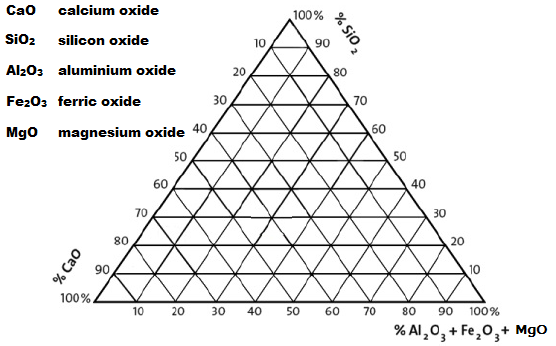 CaO calcium oxide
SiO₂ silicon oxide
Al₂O₃ aluminium oxide
Fe₂O₃ ferric oxide
MgO magnesium oxide
100%
% SiO₂
10 90
20 80
30 70
40 60
50 50
60 40
70 30
80 20
% CaO
90 10
100% 10 20 30 40 50 60 70 80 90 100%
% Al₂O₃ + Fe₂O₃ + MgO